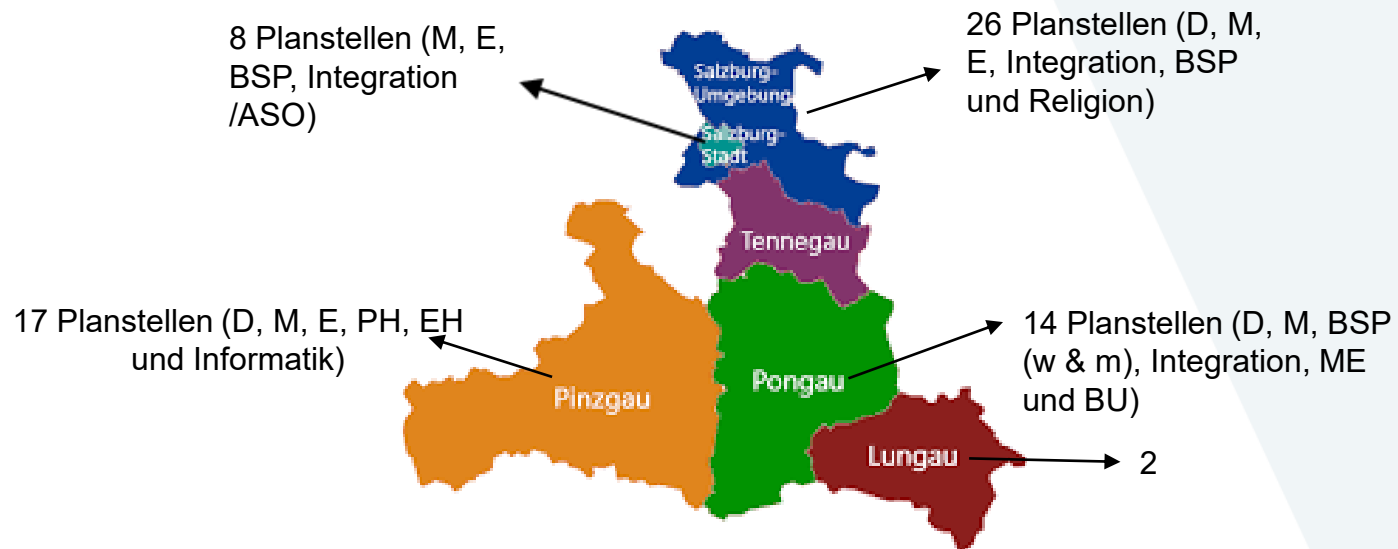 8 Planstellen (M, E,
BSP, Integration
/ASO)
26 Planstellen (D, M,
E, Integration, BSP
und Religion)
Salzburg-
Umgebung
Salzburg-
Stadt
Tennegau
17 Planstellen (D, M, E, PH, EH
und Informatik)
14 Planstellen (D, M, BSP
(w & m), Integration, ME
und BU)
Pongau
Pinzgau
Lungau
2